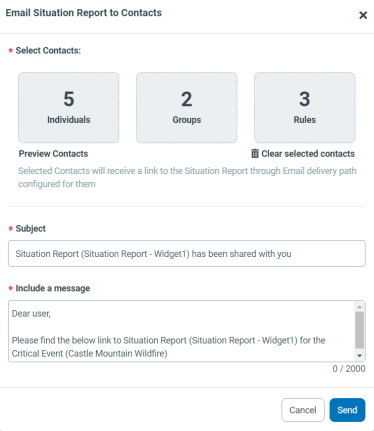 Email Situation Report to Contacts
* Select Contacts:
5 2 3
Individuals Groups Rules
Preview Contacts Clear selected contacts
Selected Contacts will receive a link to the Situation Report through Email delivery path
configured for them
* Subject
Situation Report (Situation Report - Widget1) has been shared with you
* Include a message
Dear user,
Please find the below link to Situation Report (Situation Report - Widget1) for the
Critical Event (Castle Mountain Wildfire)
0 / 2000
Cancel Send